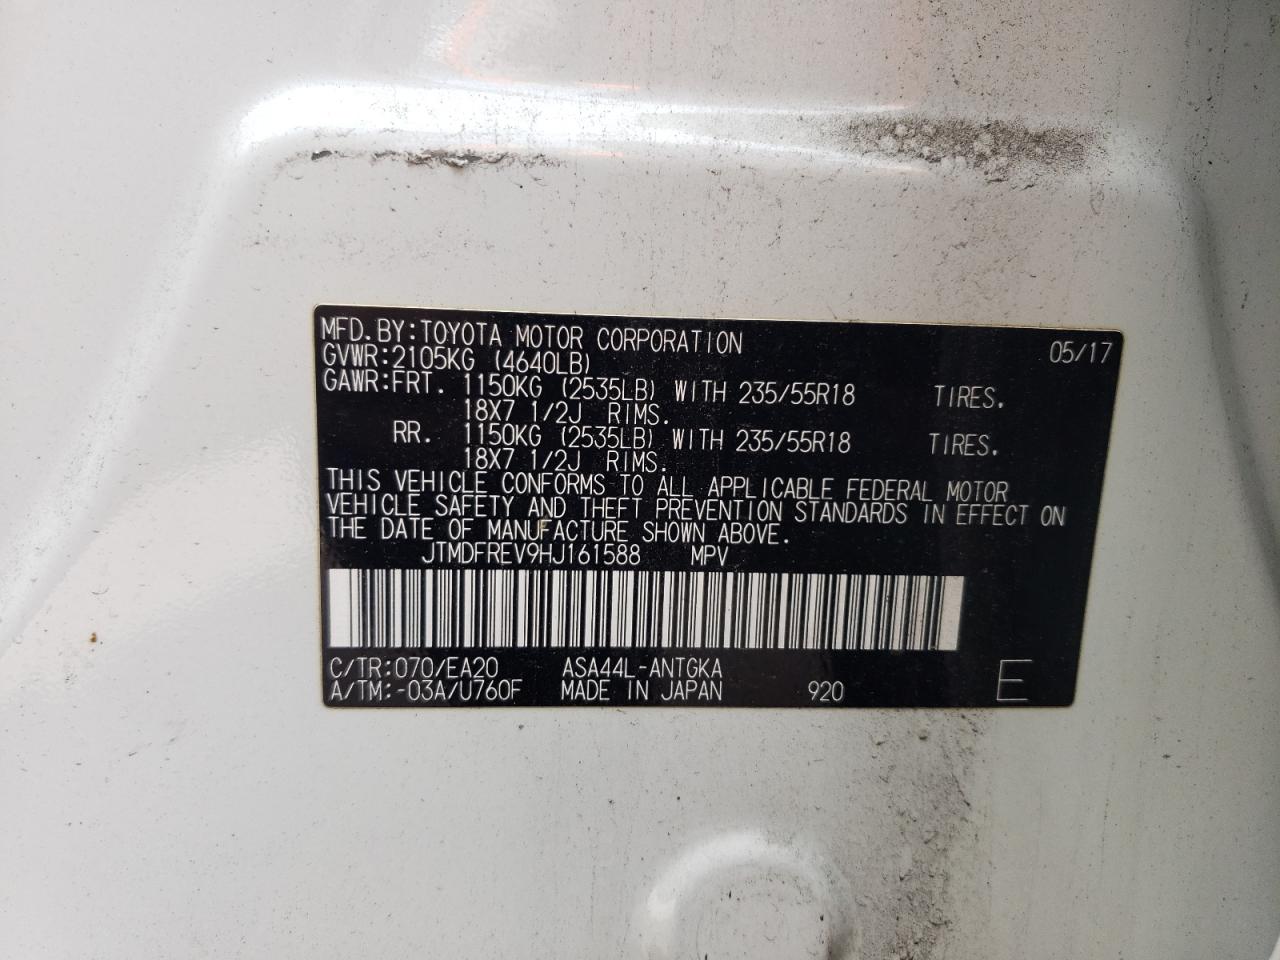 MFD.BY:TOYOTA MOTOR CORPORATION 05/17
GVWR:2105KG (4640LB)
GAWR:FRT. 1150KG (2535LB) WITH 235/55R18 TIRES.
18X7 1/2J RIMS.
RR. 1150KG (2535LB) WITH 235/55R18 TIRES.
18X7 1/2J RIMS.
THIS VEHICLE CONFORMS TO ALL APPLICABLE FEDERAL MOTOR
VEHICLE SAFETY AND THEFT PREVENTION STANDARDS IN EFFECT ON
THE DATE OF MANUFACTURE SHOWN ABOVE.
JTMDFREV9HJ161588 MPV
C/TR:070/EA20 ASA44L-ANTGKA
A/TM:-03A/U760F MADE IN JAPAN 920 E